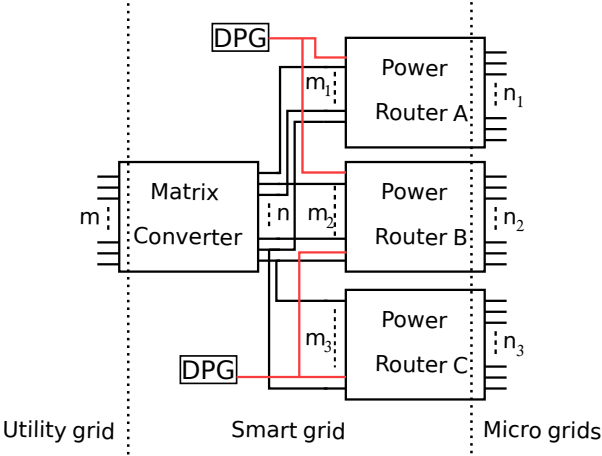 DPG
m1
Power
Router A
n1
m
Matrix
Converter
n
m2
Power
Router B
n2
m3
Power
Router C
n3
DPG
Utility grid
Smart grid
Micro grids